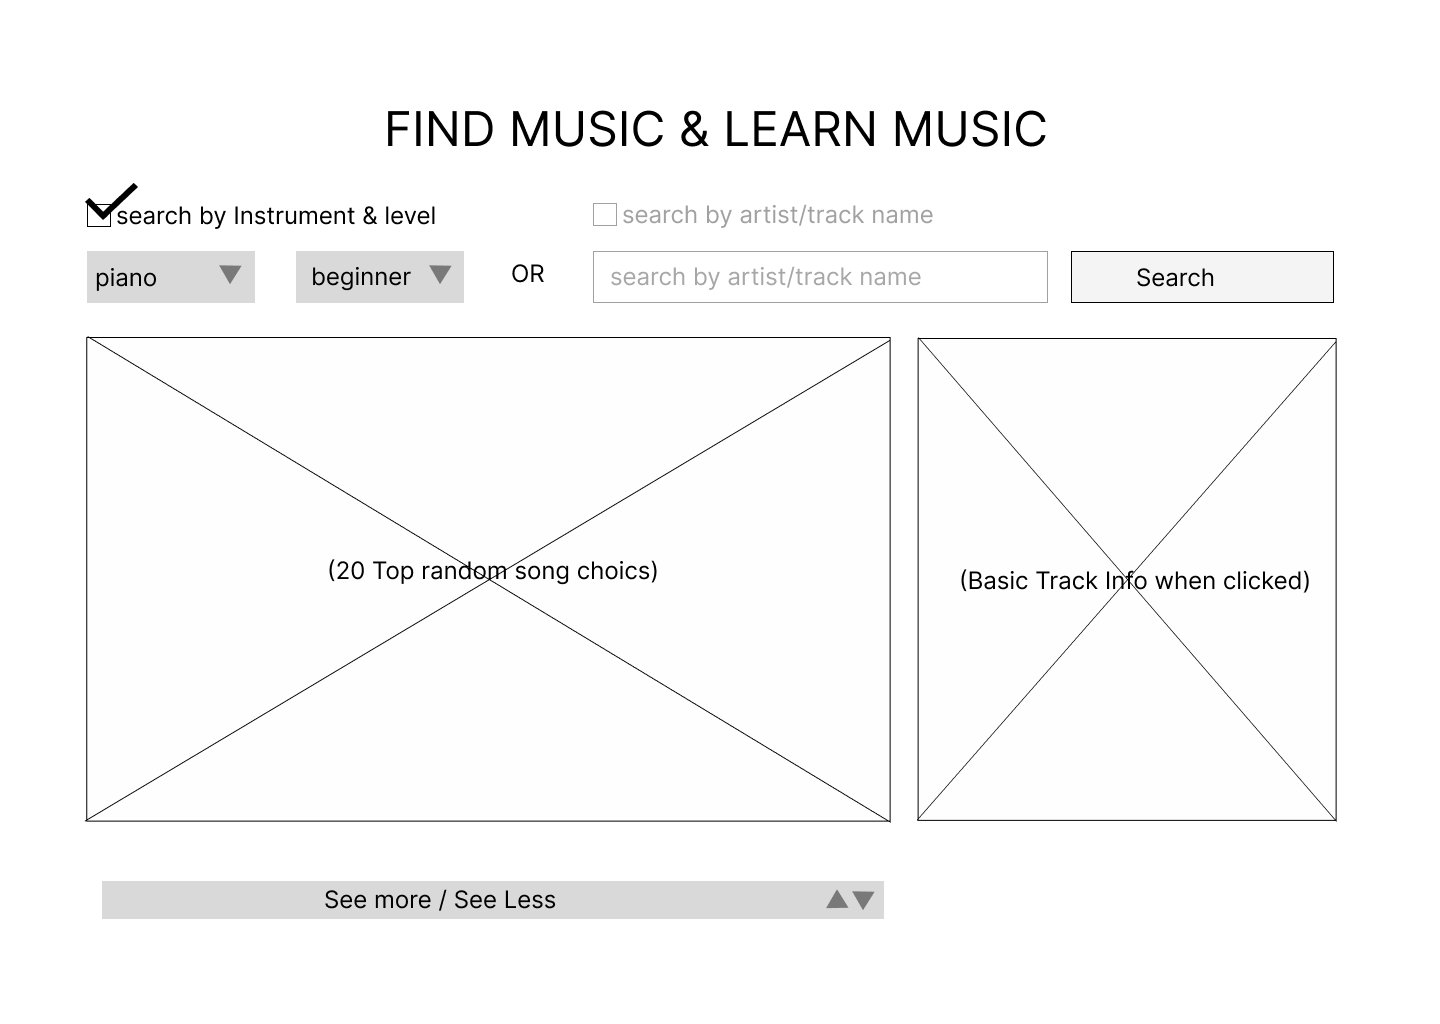 FIND MUSIC & LEARN MUSIC
search by Instrument & level
search by artist/track name
piano
beginner
OR
search by artist/track name
Search
(20 Top random song choics)
(Basic Track Info when clicked)
See more / See Less